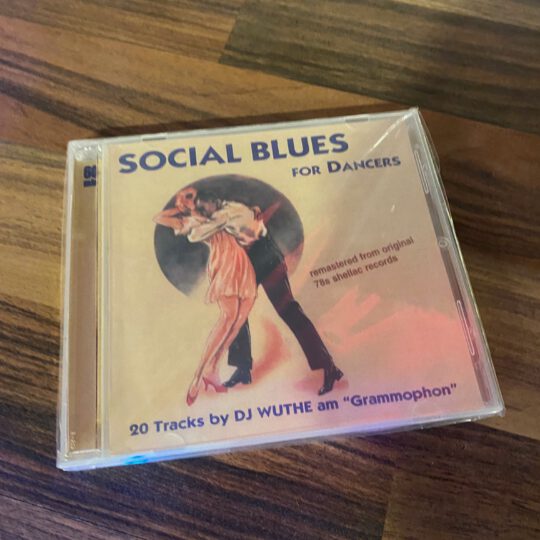 SOCIAL BLUES
FOR DANCERS
remastered from original
78s shellac records
20 Tracks by DJ WUTHE am "Grammophon"